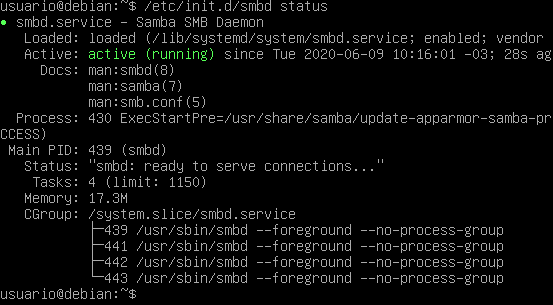 usuario@debian:~$ /etc/init.d/smbd status
● smbd.service - Samba SMB Daemon
   Loaded: loaded (/lib/systemd/system/smbd.service; enabled; vendor
   Active: active (running) since Tue 2020-06-09 10:16:01 -03; 28s ag
     Docs: man:smbd(8)
           man:samba(7)
           man:smb.conf(5)
  Process: 430 ExecStartPre=/usr/share/samba/update-apparmor-samba-pr
CCESS)
 Main PID: 439 (smbd)
   Status: "smbd: ready to serve connections..."
    Tasks: 4 (limit: 1150)
   Memory: 17.3M
   CGroup: /system.slice/smbd.service
           ├─439 /usr/sbin/smbd --foreground --no-process-group
           ├─441 /usr/sbin/smbd --foreground --no-process-group
           ├─442 /usr/sbin/smbd --foreground --no-process-group
           └─443 /usr/sbin/smbd --foreground --no-process-group
usuario@debian:~$